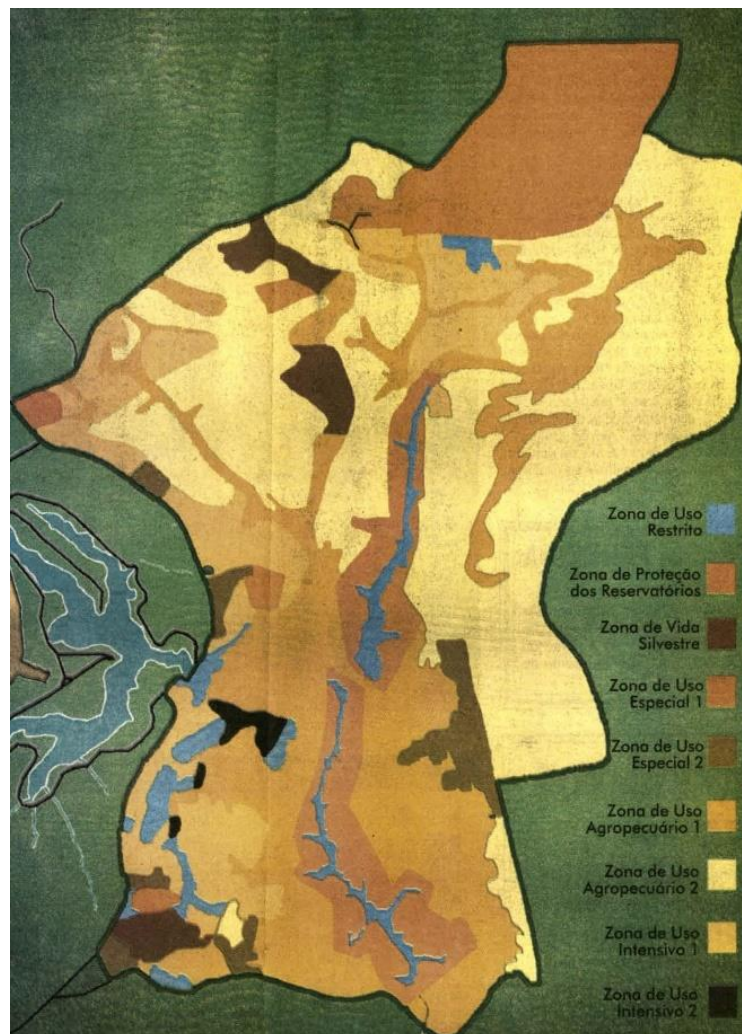 Zona de Uso
Restrito
Zona de Proteção
dos Reservatórios
Zona de Vida
Silvestre
Zona de Uso
Especial 1
Zona de Uso
Especial 2
Zona de Uso
Agropecuário 1
Zona de Uso
Agropecuário 2
Zona de Uso
Intensivo 1
Zona de Uso
Intensivo 2